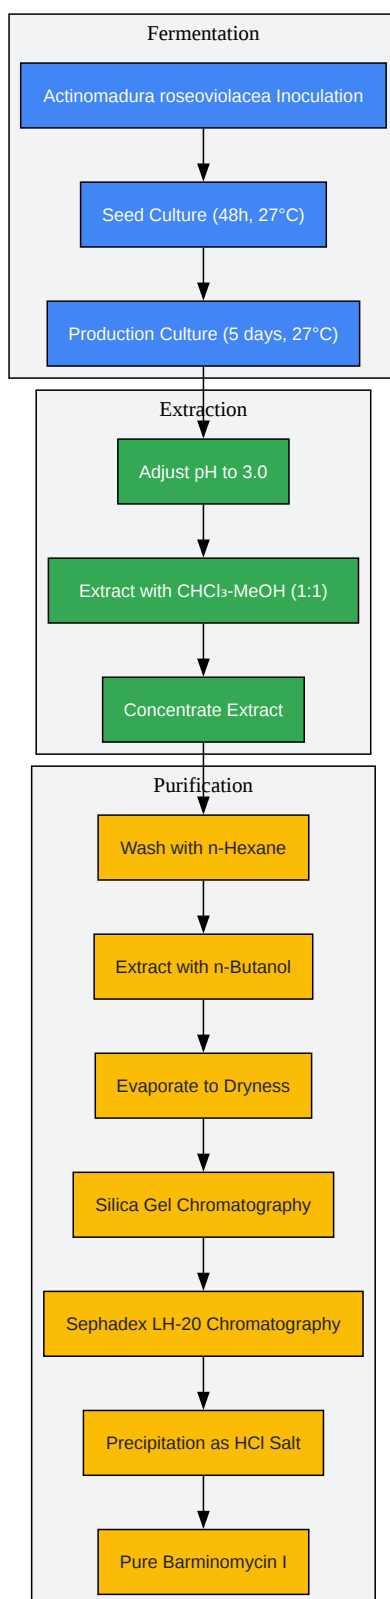 Fermentation
Actinomadura roseoviolacea Inoculation
Seed Culture (48h, 27°C)
Production Culture (5 days, 27°C)
Extraction
Adjust pH to 3.0
Extract with CHCl₃-MeOH (1:1)
Concentrate Extract
Purification
Wash with n-Hexane
Extract with n-Butanol
Evaporate to Dryness
Silica Gel Chromatography
Sephadex LH-20 Chromatography
Precipitation as HCl Salt
Pure Barminomycin I